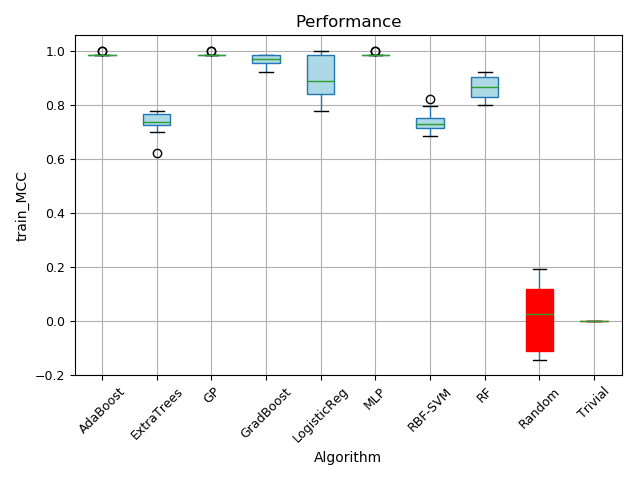 Performance
1.0
0.8
0.6
0.4
0.2
0.0
−0.2
train_MCC
AdaBoost
ExtraTrees
GP
GradBoost
LogisticReg
MLP
RBF-SVM
RF
Random
Trivial
Algorithm